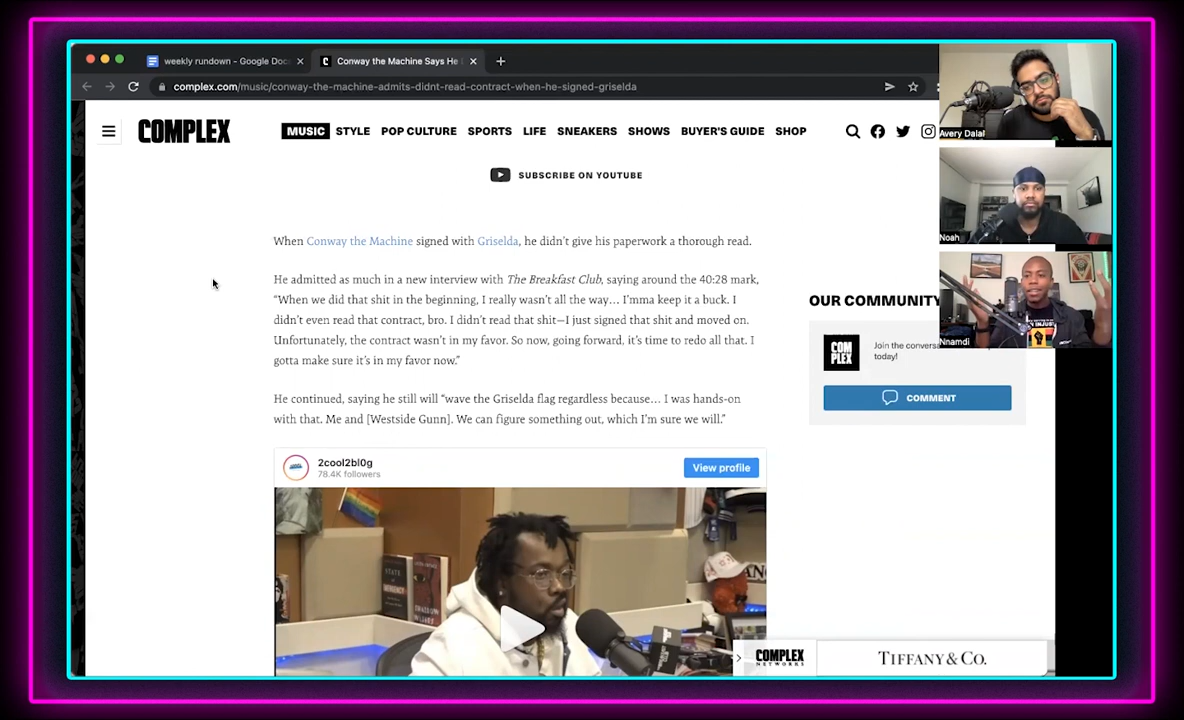 weekly rundown - Google Doc
Conway the Machine Says He
complex.com/music/conway-the-machine-admits-didnt-read-contract-when-he-signed-griselda
COMPLEX
MUSIC STYLE POP CULTURE SPORTS LIFE SNEAKERS SHOWS BUYER'S GUIDE SHOP
SUBSCRIBE ON YOUTUBE
When Conway the Machine signed with Griselda, he didn't give his paperwork a thorough read.
He admitted as much in a new interview with The Breakfast Club, saying around the 40:28 mark,
“When we did that shit in the beginning, I really wasn't all the way… I'mma keep it a buck. I
didn't even read that contract, bro. I didn't read that shit—I just signed that shit and moved on.
Unfortunately, the contract wasn't in my favor. So now, going forward, it's time to redo all that. I
gotta make sure it's in my favor now.”
He continued, saying he still will “wave the Griselda flag regardless because… I was hands-on
with that. Me and [Westside Gunn]. We can figure something out, which I'm sure we will.”
2cool2bl0g
78.4K followers
View profile
STATE OF
EMERGENCY
COMPLEX
NETWORKS
TIFFANY & CO.
OUR COMMUNITY
COM
PLEX
Join the conversa
today!
COMMENT
Avery Dalal
Noah
Nnamdi